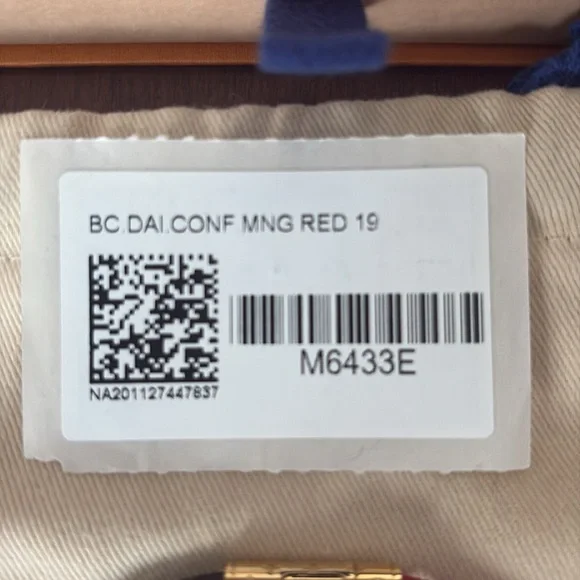 BC.DAI.CONF MNG RED 19
M6433E
NA201127447837